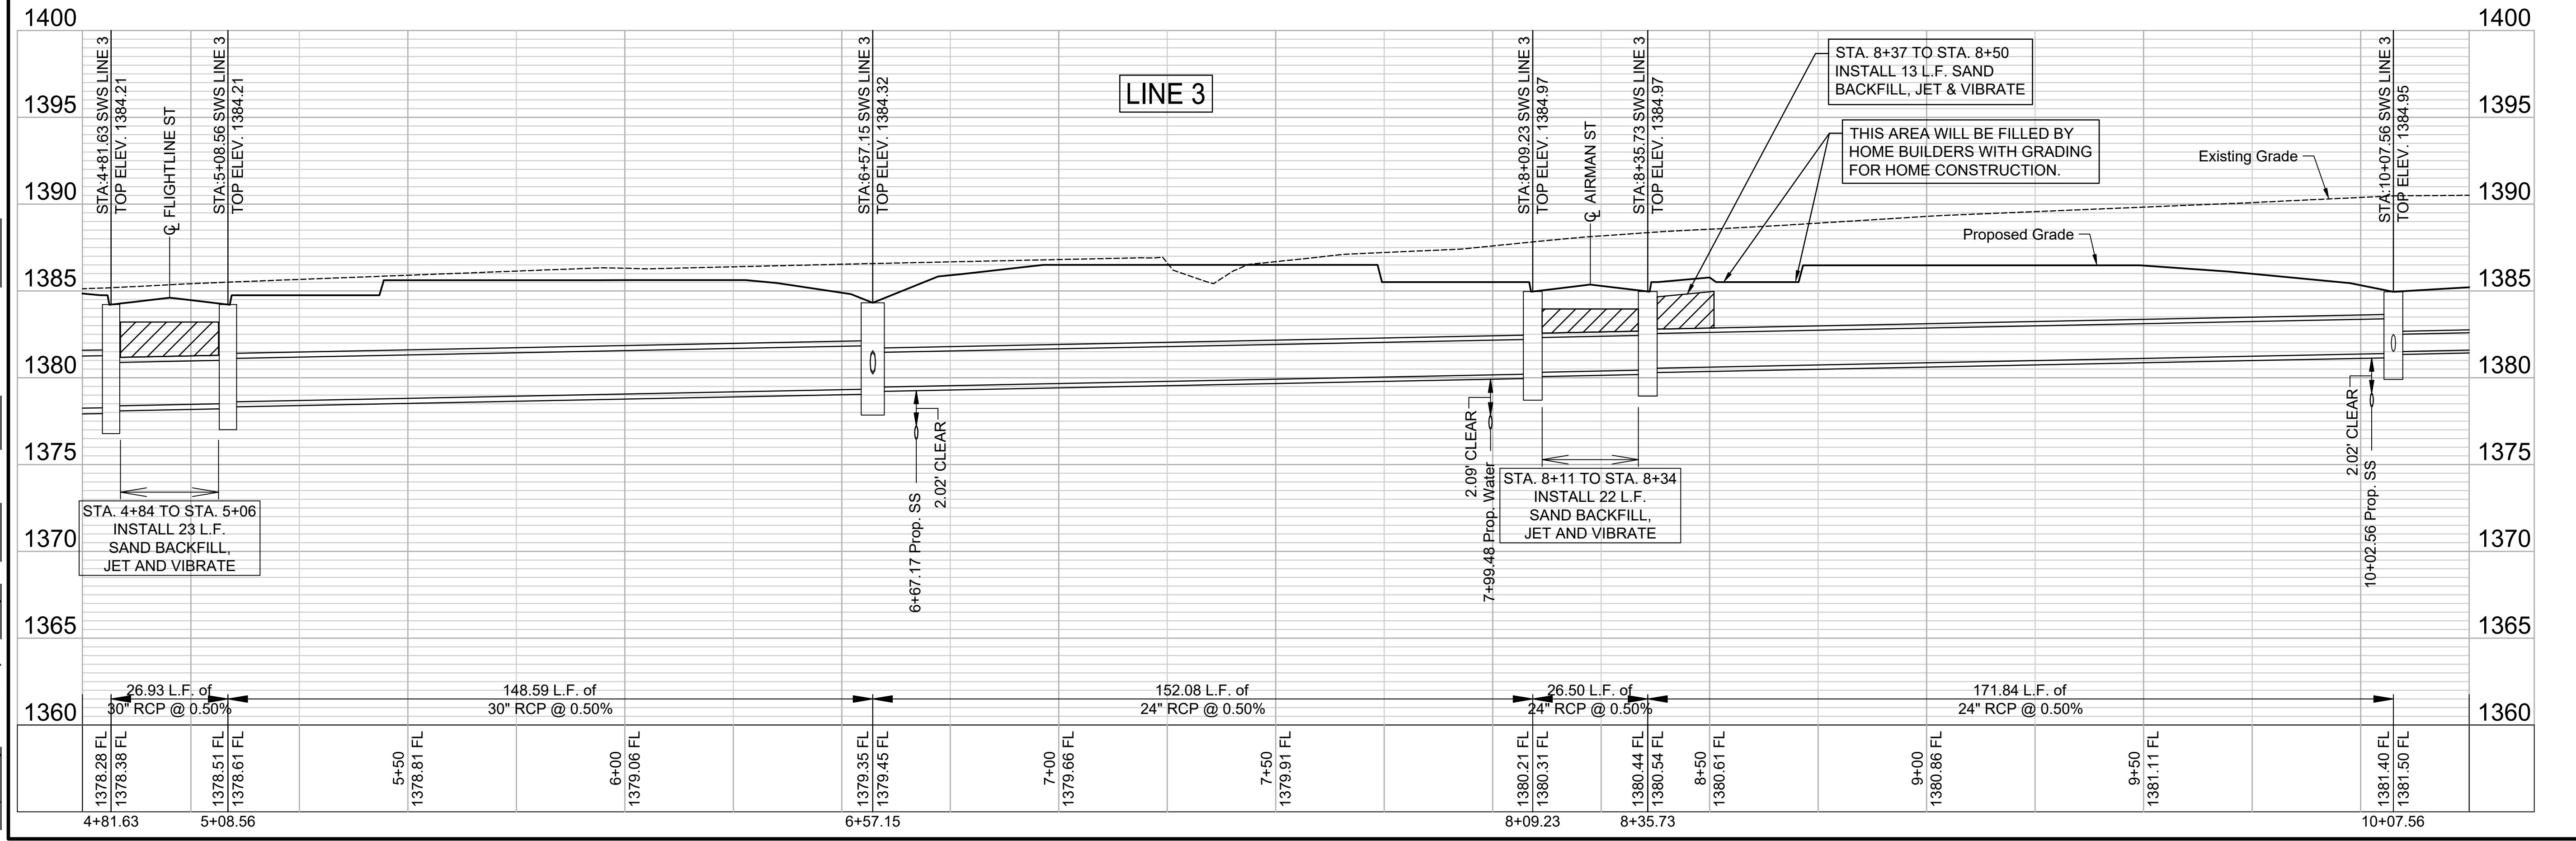 1400
1395
1390
1385
1380
1375
1370
1365
1360
1400
1395
1390
1385
1380
1375
1370
1365
1360
STA:4+81.63 SWS LINE 3
TOP ELEV. 1384.21
℄ FLIGHTLINE ST
STA:5+08.56 SWS LINE 3
TOP ELEV. 1384.21
STA:6+57.15 SWS LINE 3
TOP ELEV. 1384.32
LINE 3
STA:8+09.23 SWS LINE 3
TOP ELEV. 1384.97
℄ AIRMAN ST
STA:8+35.73 SWS LINE 3
TOP ELEV. 1384.97
STA. 8+37 TO STA. 8+50
INSTALL 13 L.F. SAND
BACKFILL, JET & VIBRATE
THIS AREA WILL BE FILLED BY
HOME BUILDERS WITH GRADING
FOR HOME CONSTRUCTION.
Existing Grade
Proposed Grade
STA:10+07.56 SWS LINE 3
TOP ELEV. 1384.95
STA. 4+84 TO STA. 5+06
INSTALL 23 L.F.
SAND BACKFILL,
JET AND VIBRATE
6+67.17 Prop. SS
2.02' CLEAR
2.09' CLEAR
7+99.48 Prop. Water
STA. 8+11 TO STA. 8+34
INSTALL 22 L.F.
SAND BACKFILL,
JET AND VIBRATE
2.02' CLEAR
10+02.56 Prop. SS
26.93 L.F. of
30" RCP @ 0.50%
148.59 L.F. of
30" RCP @ 0.50%
152.08 L.F. of
24" RCP @ 0.50%
26.50 L.F. of
24" RCP @ 0.50%
171.84 L.F. of
24" RCP @ 0.50%
1378.28 FL
1378.38 FL
1378.51 FL
1378.61 FL
5+50
1378.81 FL
6+00
1379.06 FL
1379.35 FL
1379.45 FL
7+00
1379.66 FL
7+50
1379.91 FL
1380.21 FL
1380.31 FL
1380.44 FL
1380.54 FL
8+50
1380.61 FL
9+00
1380.86 FL
9+50
1381.11 FL
1381.40 FL
1381.50 FL
4+81.63
5+08.56
6+57.15
8+09.23
8+35.73
10+07.56